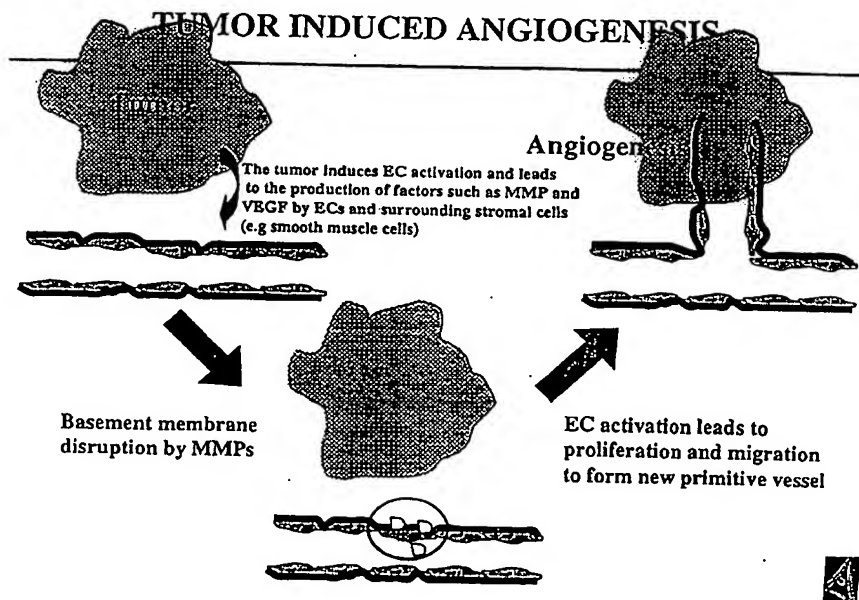 TUMOR INDUCED ANGIOGENESIS
Tumor
The tumor induces EC activation and leads
to the production of factors such as MMP and
VEGF by ECs and surrounding stromal cells
(e.g smooth muscle cells)
Basement membrane
disruption by MMPs
EC activation leads to
proliferation and migration
to form new primitive vessel
Angiogenesis